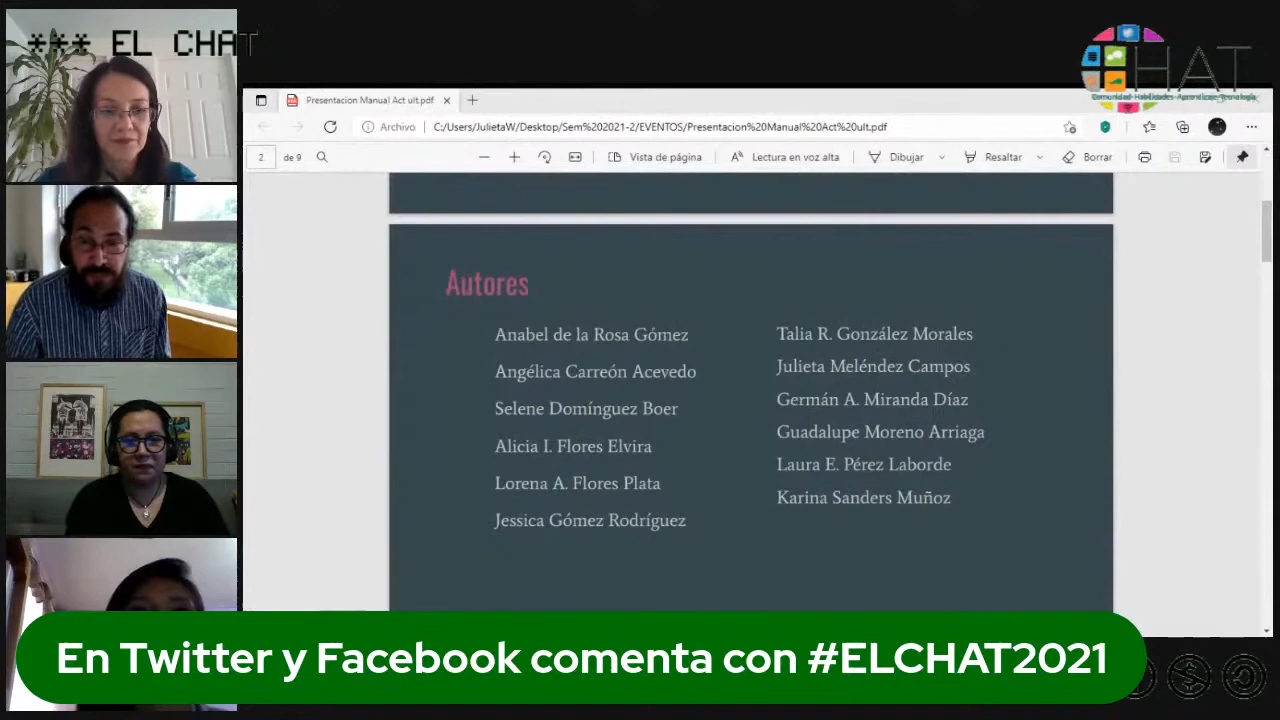 *** EL CHAT
HAT
Comunidad-Habilidades-Aprendizaje-Tecnología
Presentacion Manual Act ult.pdf
Archivo
C:/Users/JulietaW/Desktop/Sem%202021-2/EVENTOS/Presentacion%20Manual%20Act%20ult.pdf
2 de 9
Vista de página
Lectura en voz alta
Dibujar
Resaltar
Borrar
Autores
Anabel de la Rosa Gómez
Angélica Carreón Acevedo
Selene Domínguez Boer
Alicia I. Flores Elvira
Lorena A. Flores Plata
Jessica Gómez Rodríguez
Talia R. González Morales
Julieta Meléndez Campos
Germán A. Miranda Díaz
Guadalupe Moreno Arriaga
Laura E. Pérez Laborde
Karina Sanders Muñoz
En Twitter y Facebook comenta con #ELCHAT2021